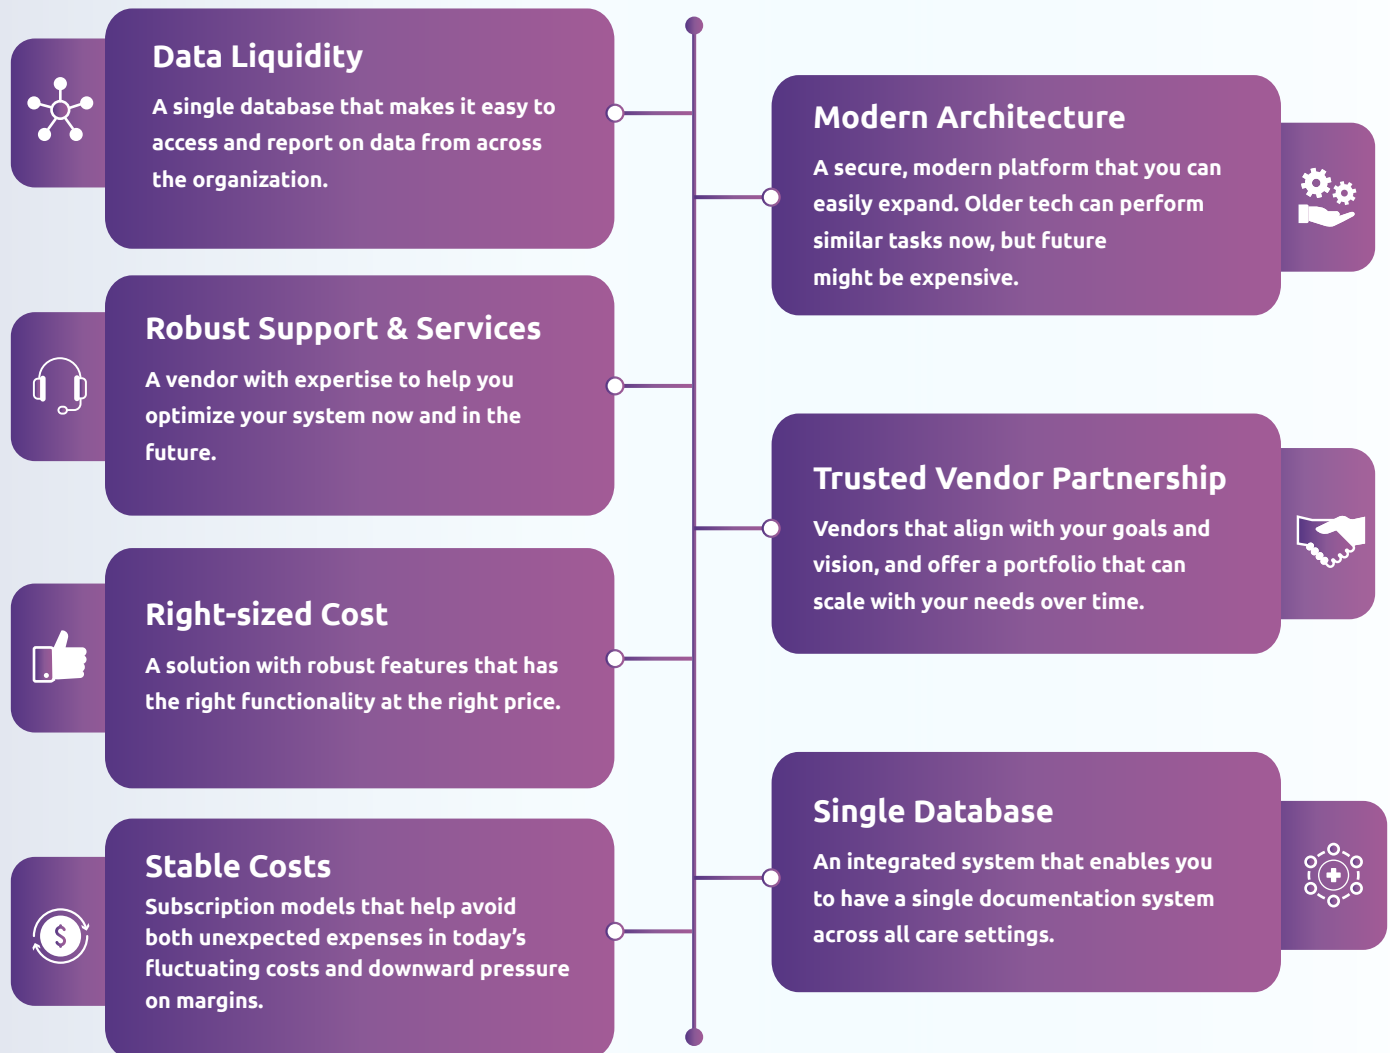 Data Liquidity
A single database that makes it easy to
access and report on data from across
the organization.
Modern Architecture
A secure, modern platform that you can
easily expand. Older tech can perform
similar tasks now, but future
might be expensive.
Robust Support & Services
A vendor with expertise to help you
optimize your system now and in the
future.
Trusted Vendor Partnership
Vendors that align with your goals and
vision, and offer a portfolio that can
scale with your needs over time.
Right-sized Cost
A solution with robust features that has
the right functionality at the right price.
Single Database
An integrated system that enables you
to have a single documentation system
across all care settings.
Stable Costs
Subscription models that help avoid
both unexpected expenses in today’s
fluctuating costs and downward pressure
on margins.
$